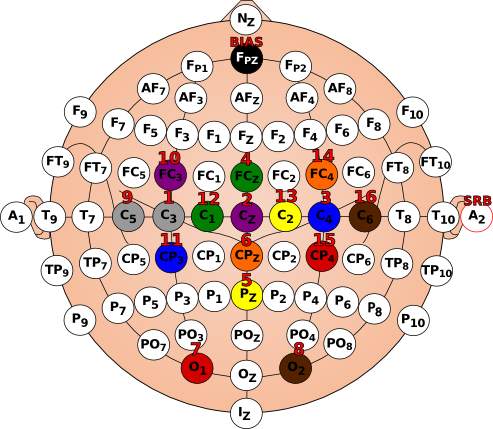 NZ
BIAS
FP1 FPZ FP2
AF7 AF3 AFZ AF4 AF8
F9 F7 F5 F3 F1 FZ F2 F4 F6 F8 F10
10 4 14
FT9 FT7 FC5 FC3 FC1 FCZ FC2 FC4 FC6 FT8 FT10
9 1 12 2 13 3 16 SRB
A1 T9 T7 C5 C3 C1 CZ C2 C4 C6 T8 T10 A2
11 6 15
TP9 TP7 CP5 CP3 CP1 CPZ CP2 CP4 CP6 TP8 TP10
5
P9 P7 P5 P3 P1 PZ P2 P4 P6 P8 P10
PO7 PO3 POZ PO4 PO8
7 8
O1 OZ O2
IZ